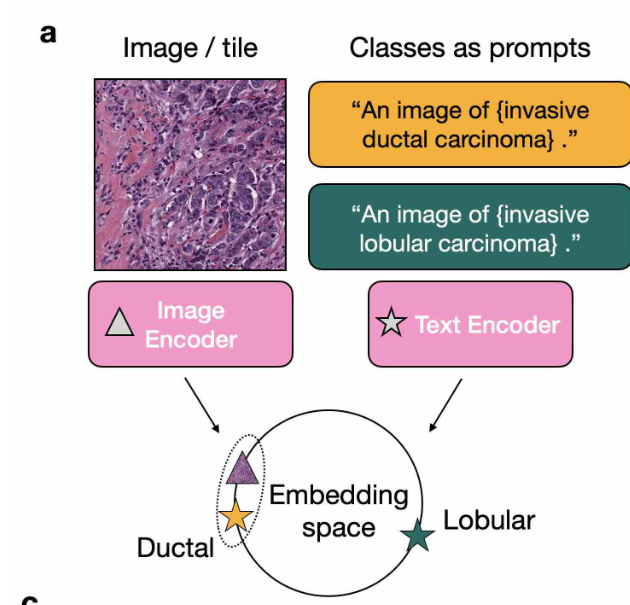 a
Image / tile
Classes as prompts
“An image of {invasive
ductal carcinoma} .”
“An image of {invasive
lobular carcinoma} .”
Image
Encoder
Text Encoder
Embedding
space
Ductal
Lobular
c